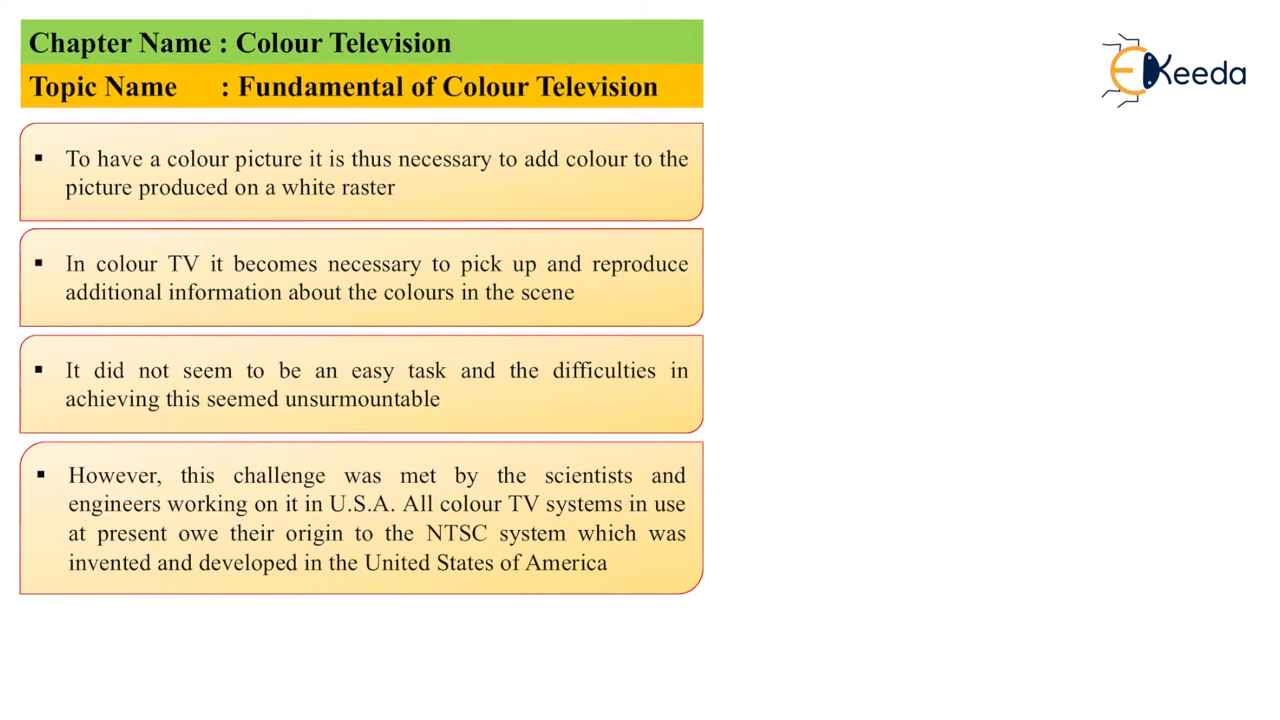 Chapter Name : Colour Television
Topic Name : Fundamental of Colour Television
EKeeda
▪ To have a colour picture it is thus necessary to add colour to the
picture produced on a white raster
▪ In colour TV it becomes necessary to pick up and reproduce
additional information about the colours in the scene
▪ It did not seem to be an easy task and the difficulties in
achieving this seemed unsurmountable
▪ However, this challenge was met by the scientists and
engineers working on it in U.S.A. All colour TV systems in use
at present owe their origin to the NTSC system which was
invented and developed in the United States of America